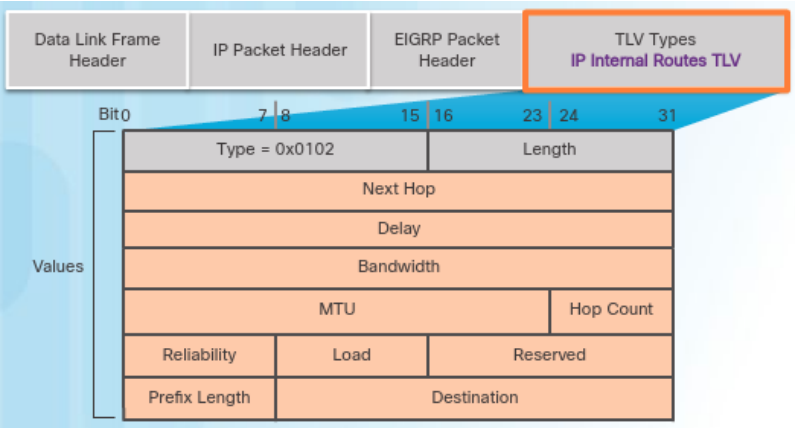 Data Link Frame
Header
IP Packet Header
EIGRP Packet
Header
TLV Types
IP Internal Routes TLV
Bit 0 7 8 15 16 23 24 31
Type = 0x0102 Length
Next Hop
Delay
Values
Bandwidth
MTU Hop Count
Reliability Load Reserved
Prefix Length Destination